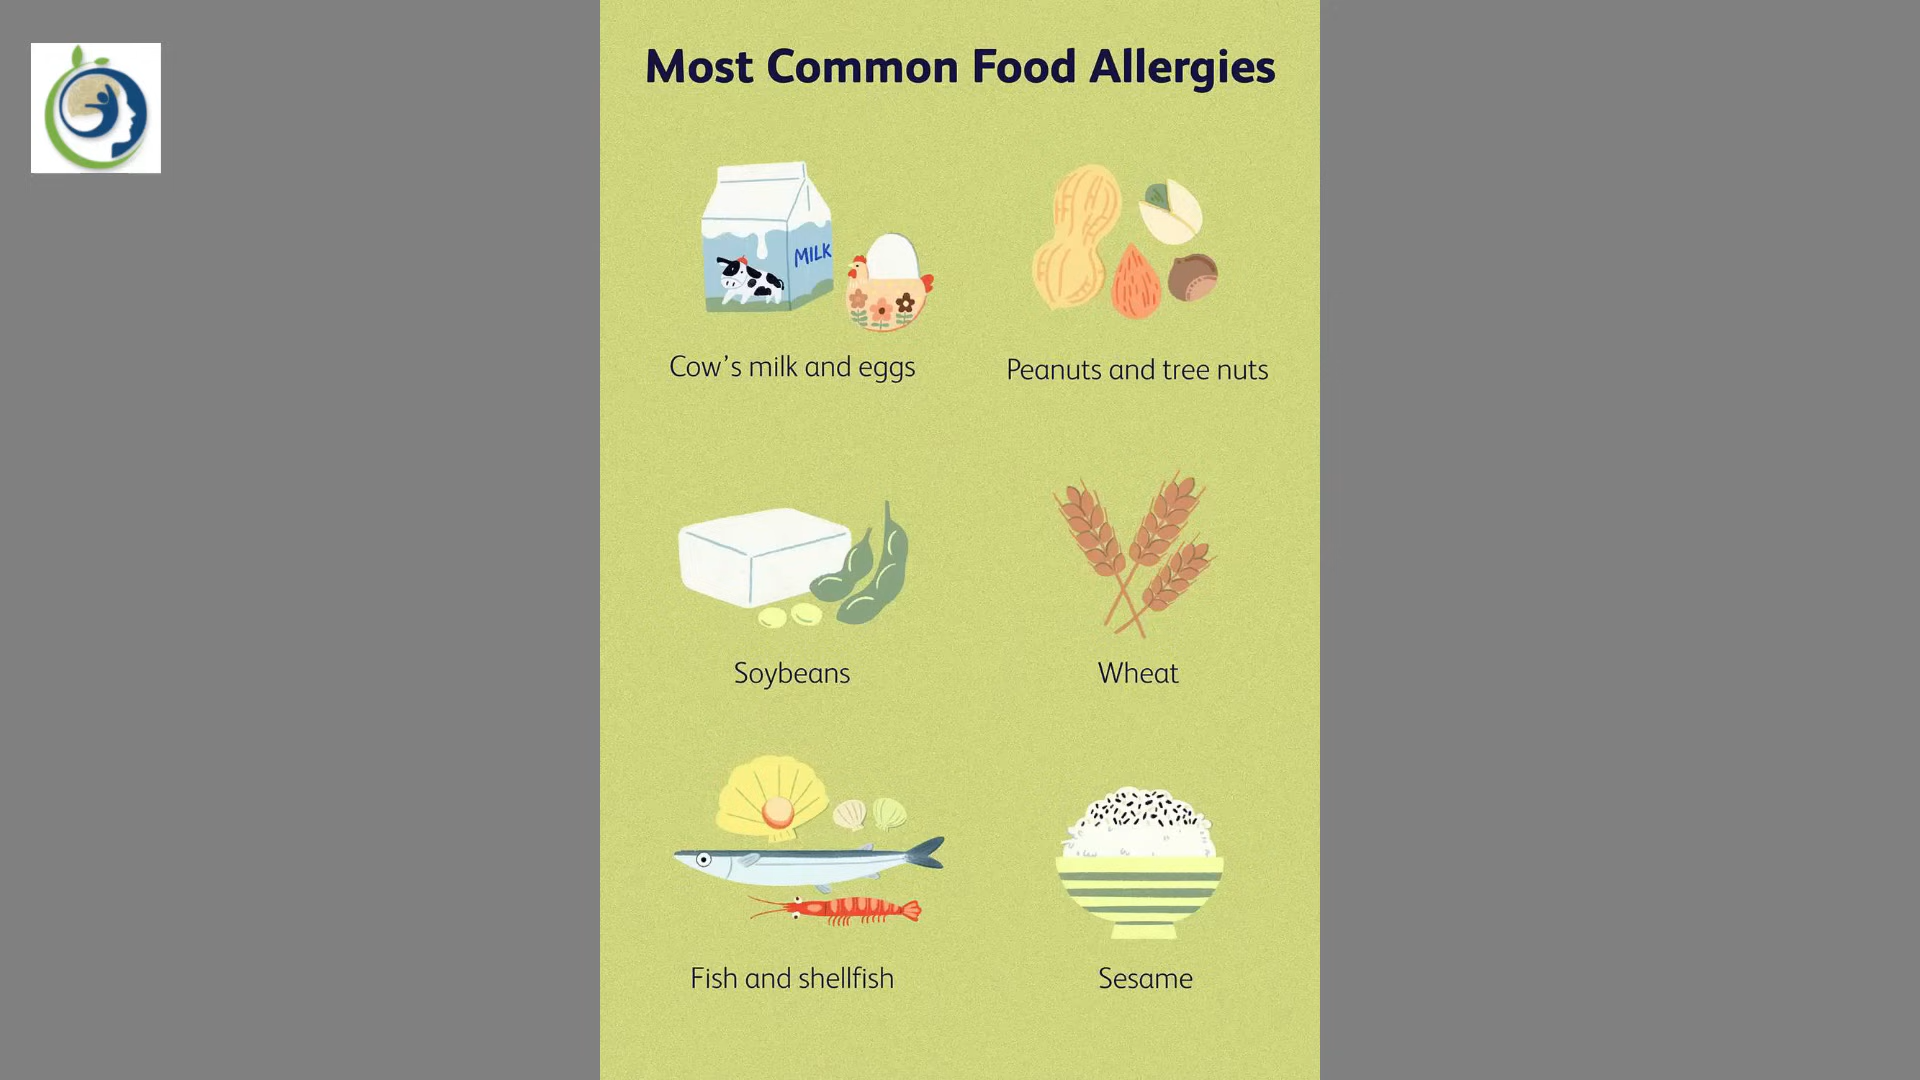 Most Common Food Allergies
MILK
Cow's milk and eggs
Peanuts and tree nuts
Soybeans
Wheat
Fish and shellfish
Sesame